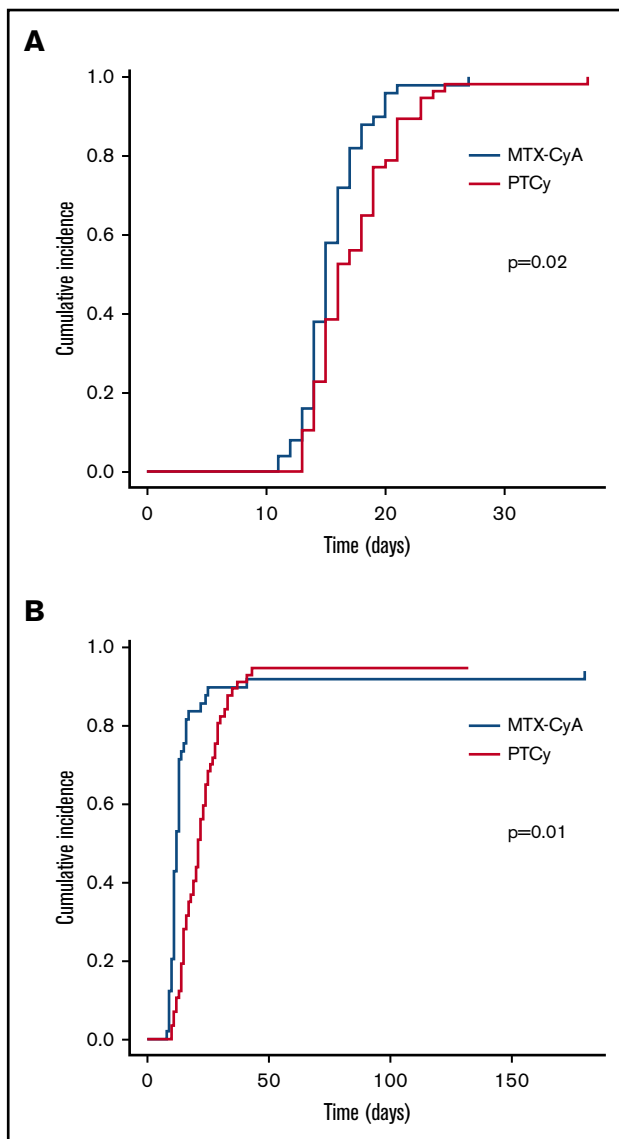 A
1.0
0.8
0.6
0.4
0.2
0.0
Cumulative incidence
MTX-CyA
PTCy
p=0.02
0 10 20 30
Time (days)
B
1.0
0.8
0.6
0.4
0.2
0.0
Cumulative incidence
MTX-CyA
PTCy
p=0.01
0 50 100 150
Time (days)